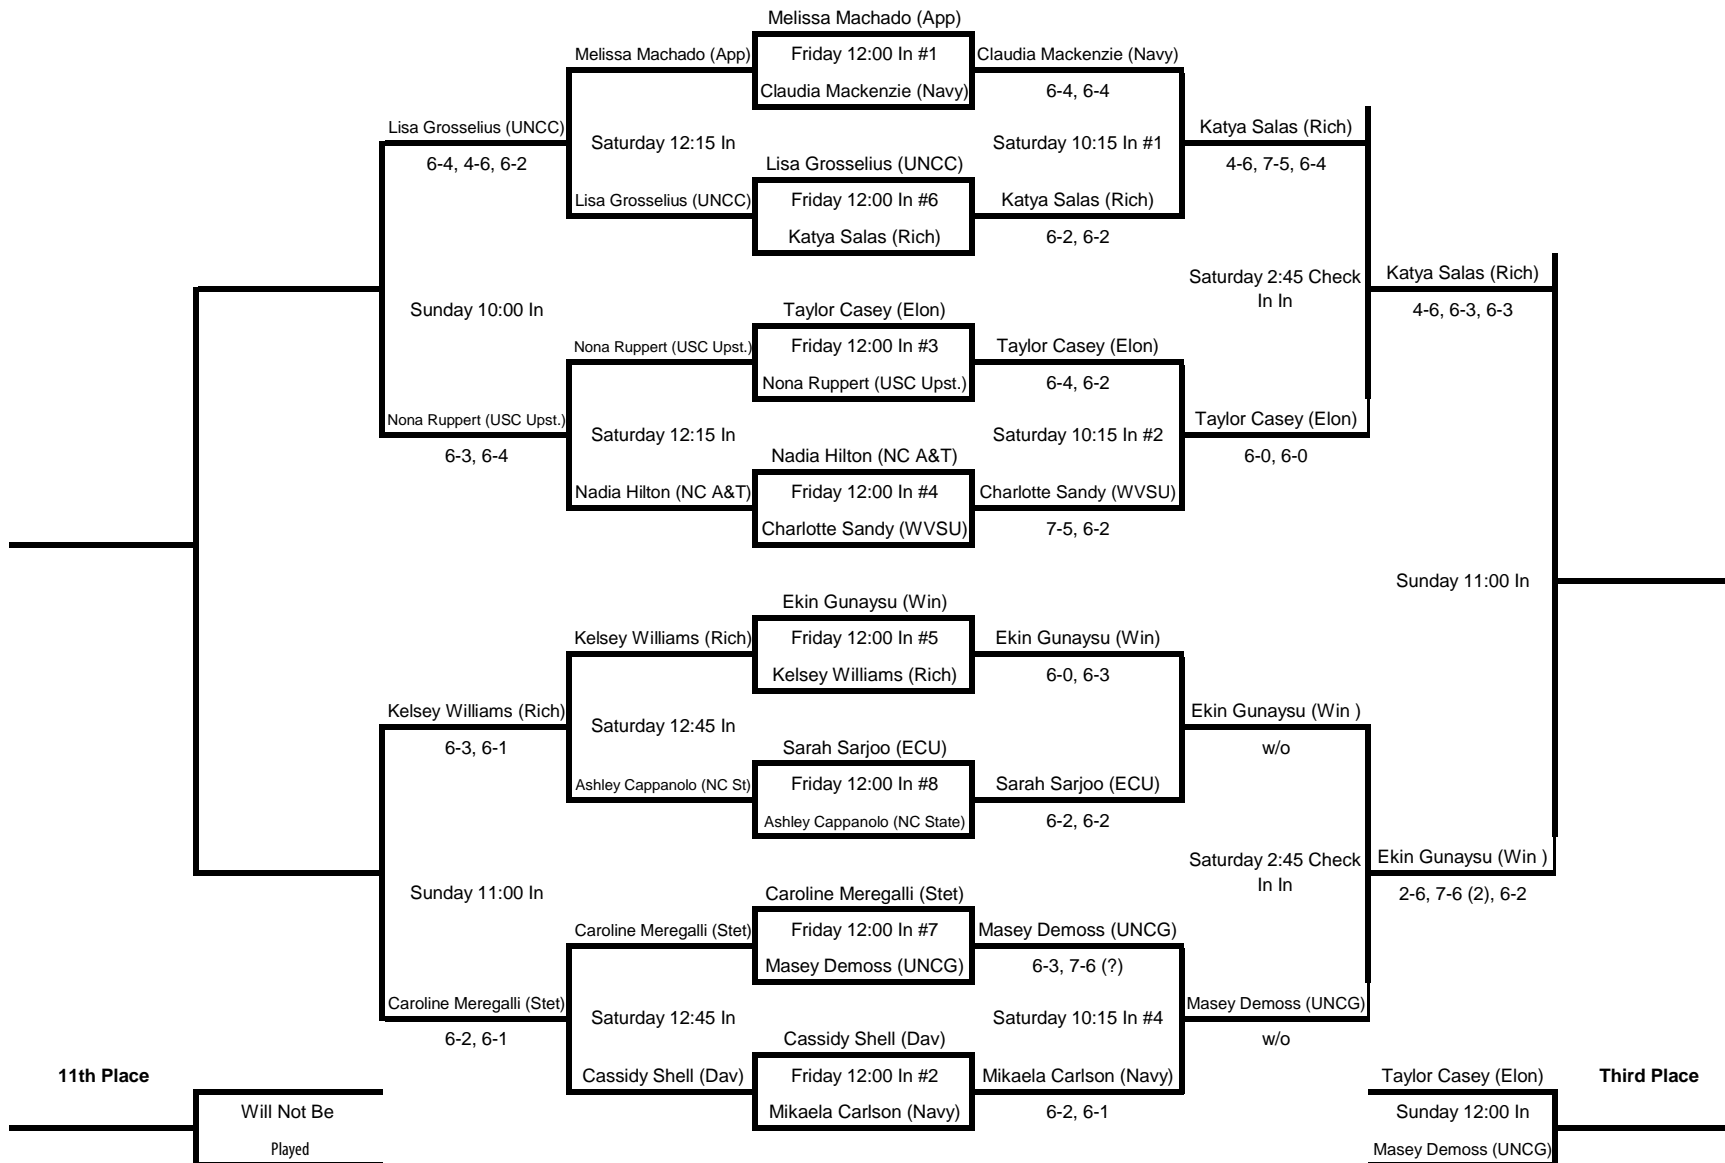 Melissa Machado (App)
Melissa Machado (App)
Friday 12:00 In #1
Claudia Mackenzie (Navy)
Claudia Mackenzie (Navy)
6-4, 6-4
Lisa Grosselius (UNCC)
Saturday 12:15 In
Saturday 10:15 In #1
Katya Salas (Rich)
6-4, 4-6, 6-2
Lisa Grosselius (UNCC)
4-6, 7-5, 6-4
Lisa Grosselius (UNCC)
Friday 12:00 In #6
Katya Salas (Rich)
Katya Salas (Rich)
6-2, 6-2
Saturday 2:45 Check
In In
Katya Salas (Rich)
Sunday 10:00 In
Taylor Casey (Elon)
4-6, 6-3, 6-3
Nona Ruppert (USC Upst.)
Friday 12:00 In #3
Taylor Casey (Elon)
Nona Ruppert (USC Upst.)
6-4, 6-2
Nona Ruppert (USC Upst.)
Saturday 12:15 In
Saturday 10:15 In #2
Taylor Casey (Elon)
6-3, 6-4
Nadia Hilton (NC A&T)
6-0, 6-0
Nadia Hilton (NC A&T)
Friday 12:00 In #4
Charlotte Sandy (WVSU)
Charlotte Sandy (WVSU)
7-5, 6-2
Sunday 11:00 In
Ekin Gunaysu (Win)
Kelsey Williams (Rich)
Friday 12:00 In #5
Ekin Gunaysu (Win)
Kelsey Williams (Rich)
6-0, 6-3
Kelsey Williams (Rich)
Saturday 12:45 In
Ekin Gunaysu (Win )
6-3, 6-1
Sarah Sarjoo (ECU)
w/o
Ashley Cappanolo (NC St)
Friday 12:00 In #8
Sarah Sarjoo (ECU)
Ashley Cappanolo (NC State)
6-2, 6-2
Saturday 2:45 Check
In In
Ekin Gunaysu (Win )
Sunday 11:00 In
Caroline Meregalli (Stet)
2-6, 7-6 (2), 6-2
Caroline Meregalli (Stet)
Friday 12:00 In #7
Masey Demoss (UNCG)
Masey Demoss (UNCG)
6-3, 7-6 (?)
Caroline Meregalli (Stet)
Saturday 12:45 In
Saturday 10:15 In #4
Masey Demoss (UNCG)
6-2, 6-1
Cassidy Shell (Dav)
w/o
11th Place
Cassidy Shell (Dav)
Friday 12:00 In #2
Mikaela Carlson (Navy)
Taylor Casey (Elon)
Third Place
Will Not Be
Mikaela Carlson (Navy)
6-2, 6-1
Sunday 12:00 In
Played
Masey Demoss (UNCG)